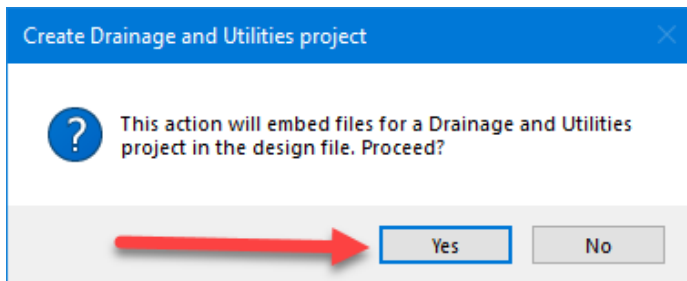 Create Drainage and Utilities project
?
This action will embed files for a Drainage and Utilities
project in the design file. Proceed?
Yes No